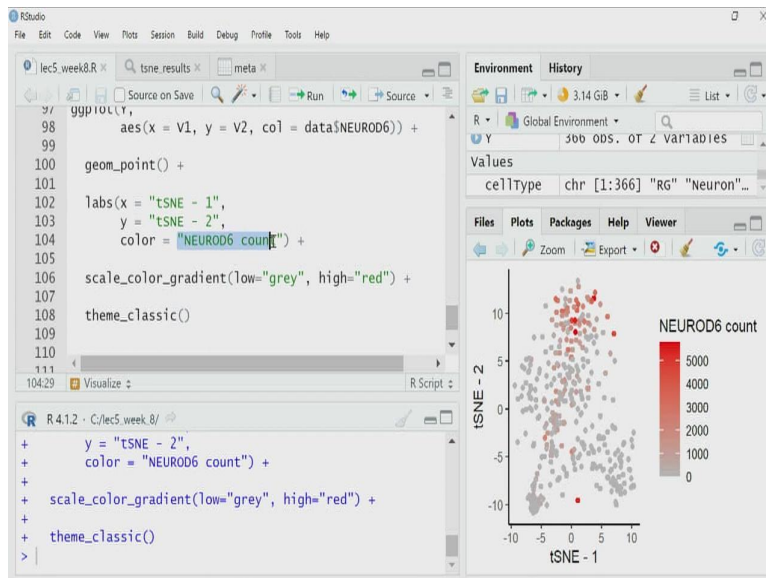 RStudio
File Edit Code View Plots Session Build Debug Profile Tools Help
lec5_week8.R tsne_results meta
Source on Save Run Source
97 ggplot(Y,
98 aes(x = V1, y = V2, col = data$NEUROD6)) +
99
100 geom_point() +
101
102 labs(x = "tSNE - 1",
103 y = "tSNE - 2",
104 color = "NEUROD6 count") +
105
106 scale_color_gradient(low="grey", high="red") +
107
108 theme_classic()
109
110
111
104:29 Visualize R Script
R 4.1.2 · C:/lec5_week_8/
+ y = "tSNE - 2",
+ color = "NEUROD6 count") +
+
+ scale_color_gradient(low="grey", high="red") +
+
+ theme_classic()
>
Environment History
3.14 GiB List
R Global Environment
Y 366 obs. of 2 variables
Values
cellType chr [1:366] "RG" "Neuron"…
Files Plots Packages Help Viewer
Zoom Export
NEUROD6 count
5000
4000
3000
2000
1000
0
tSNE - 2
10
5
0
-5
-10
-10 -5 0 5 10
tSNE - 1